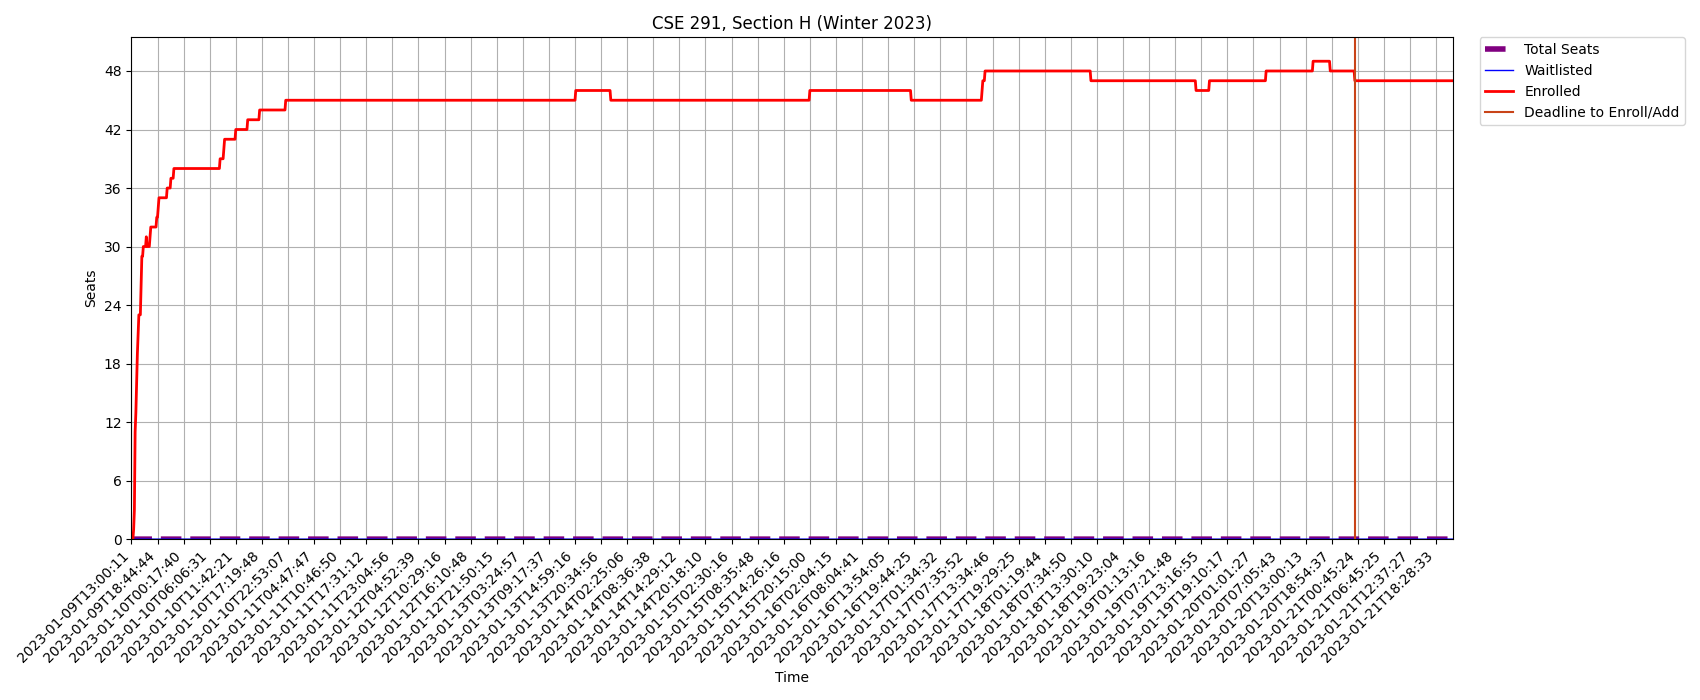 CSE 291, Section H (Winter 2023)
Total Seats
Waitlisted
Enrolled
Deadline to Enroll/Add
Seats
48
42
36
30
24
18
12
6
0
2023-01-09T13:00:11
2023-01-09T18:44:44
2023-01-10T00:17:40
2023-01-10T06:06:31
2023-01-10T11:42:21
2023-01-10T17:19:48
2023-01-10T22:53:07
2023-01-11T04:47:47
2023-01-11T10:46:50
2023-01-11T17:31:12
2023-01-11T23:04:56
2023-01-12T04:52:39
2023-01-12T10:29:16
2023-01-12T16:10:48
2023-01-12T21:50:15
2023-01-13T03:24:57
2023-01-13T09:17:37
2023-01-13T14:59:16
2023-01-13T20:34:56
2023-01-14T02:25:06
2023-01-14T08:36:38
2023-01-14T14:29:12
2023-01-14T20:18:10
2023-01-15T02:30:16
2023-01-15T08:35:48
2023-01-15T14:26:16
2023-01-15T20:15:00
2023-01-16T02:04:15
2023-01-16T08:04:41
2023-01-16T13:54:05
2023-01-16T19:44:25
2023-01-17T01:34:32
2023-01-17T07:35:52
2023-01-17T13:34:46
2023-01-17T19:29:25
2023-01-18T01:19:44
2023-01-18T07:34:50
2023-01-18T13:30:10
2023-01-18T19:23:04
2023-01-19T01:13:16
2023-01-19T07:21:48
2023-01-19T13:16:55
2023-01-19T19:10:17
2023-01-20T01:01:27
2023-01-20T07:05:43
2023-01-20T13:00:13
2023-01-20T18:54:37
2023-01-21T00:45:24
2023-01-21T06:45:25
2023-01-21T12:37:27
2023-01-21T18:28:33
Time